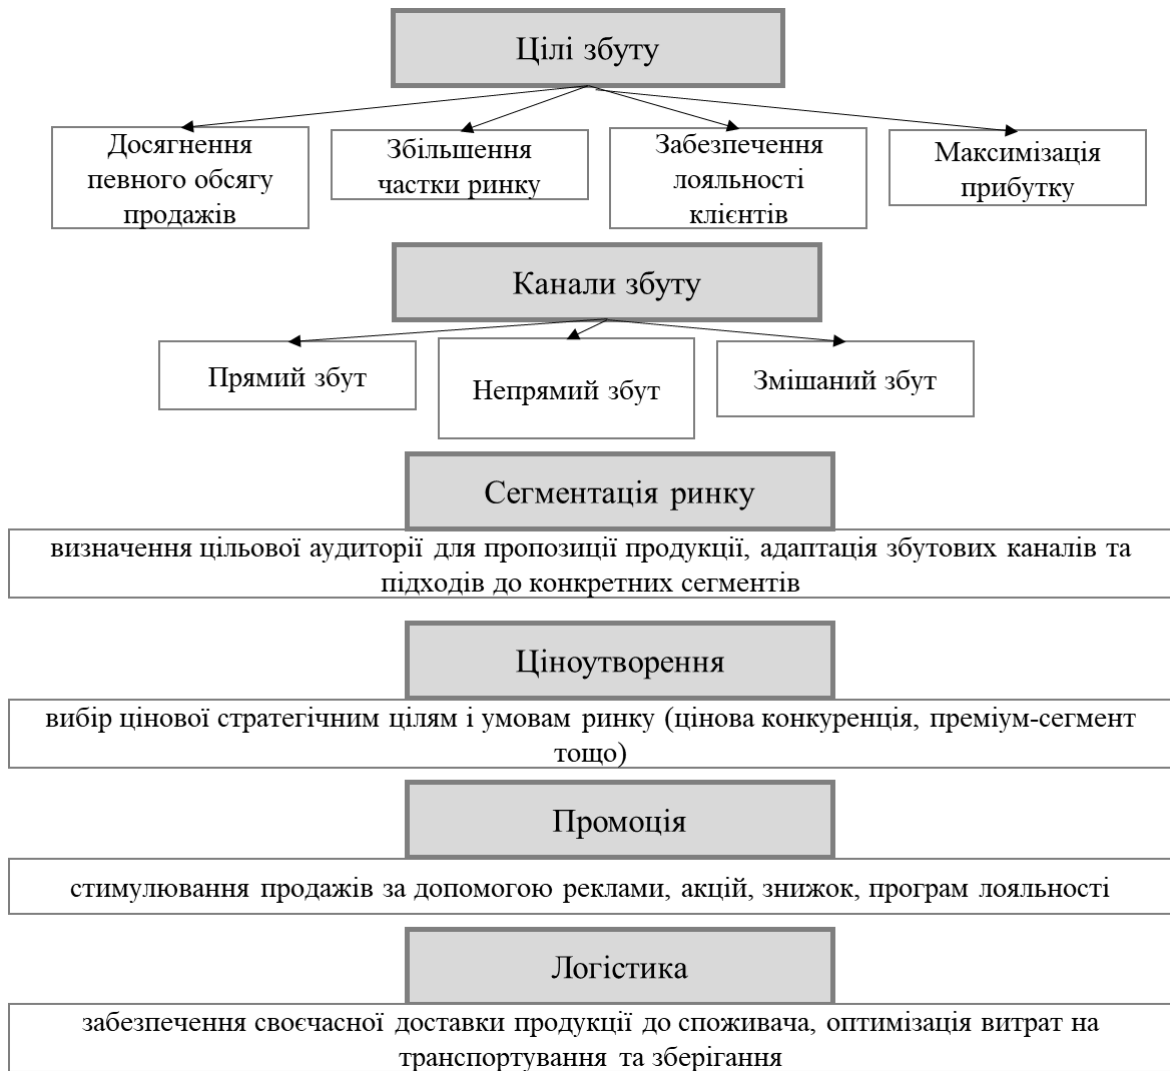 Цілі збуту
Досягнення
певного обсягу
продажів
Збільшення
частки ринку
Забезпечення
лояльності
клієнтів
Максимізація
прибутку
Канали збуту
Прямий збут
Непрямий збут
Змішаний збут
Сегментація ринку
визначення цільової аудиторії для пропозиції продукції, адаптація збутових каналів та
підходів до конкретних сегментів
Ціноутворення
вибір цінової стратегічним цілям і умовам ринку (цінова конкуренція, преміум-сегмент
тощо)
Промоція
стимулювання продажів за допомогою реклами, акцій, знижок, програм лояльності
Логістика
забезпечення своєчасної доставки продукції до споживача, оптимізація витрат на
транспортування та зберігання